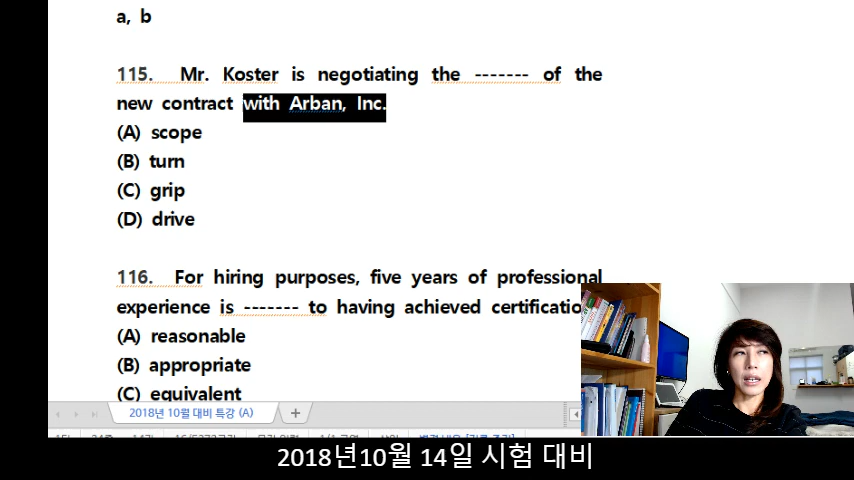 a, b
115. Mr. Koster is negotiating the ------- of the
new contract with Arban, Inc.
(A) scope
(B) turn
(C) grip
(D) drive
116. For hiring purposes, five years of professional
experience is ------- to having achieved
(A) reasonable
(B) appropriate
(C) equivalent
2018년 10월 대비 특강 (A)
2018년10월 14일 시험 대비